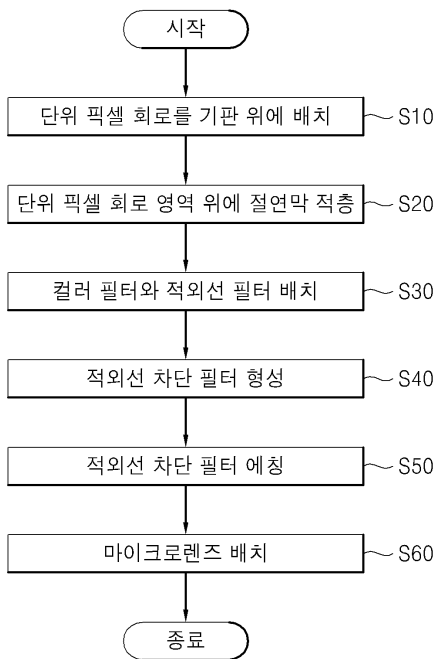 시작
단위 픽셀 회로를 기판 위에 배치 S10
단위 픽셀 회로 영역 위에 절연막 적층 S20
컬러 필터와 적외선 필터 배치 S30
적외선 차단 필터 형성 S40
적외선 차단 필터 에칭 S50
마이크로렌즈 배치 S60
종료